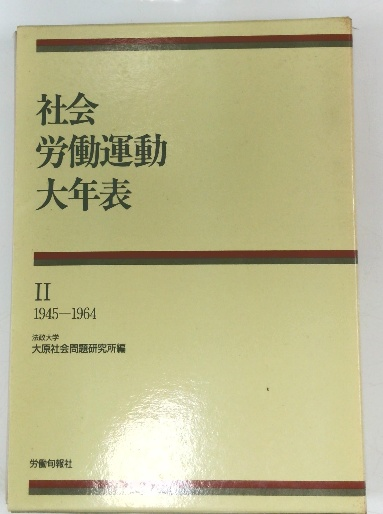 社会
労働運動
大年表
II
1945—1964
法政大学
大原社会問題研究所編
労働旬報社